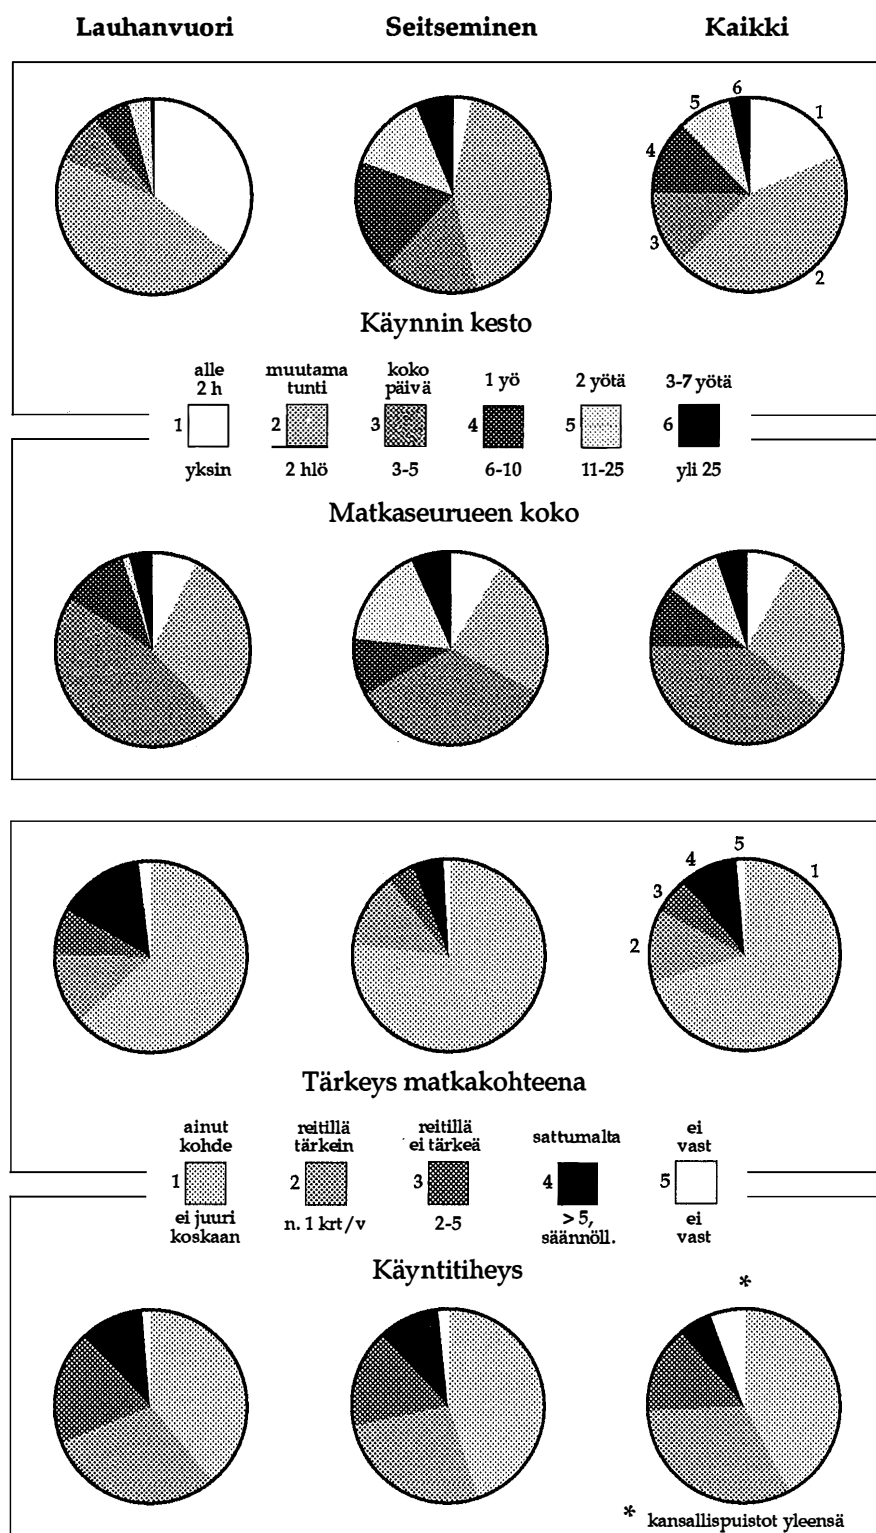 Lauhanvuori Seitseminen Kaikki
1 2 3 4 5 6
Käynnin kesto
alle 2 h
muutama tunti
koko päivä
1 yö
2 yötä
3-7 yötä
1 2 3 4 5 6
yksin 2 hlö 3-5 6-10 11-25 yli 25
Matkaseurueen koko
1 2 3 4 5
Tärkeys matkakohteena
ainut kohde
reitillä tärkein
reitillä ei tärkeä
sattumalta
ei vast
1 2 3 4 5
ei juuri koskaan
n. 1 krt/v
2-5
> 5, säännöll.
ei vast
Käyntitiheys
*
* kansallispuistot yleensä